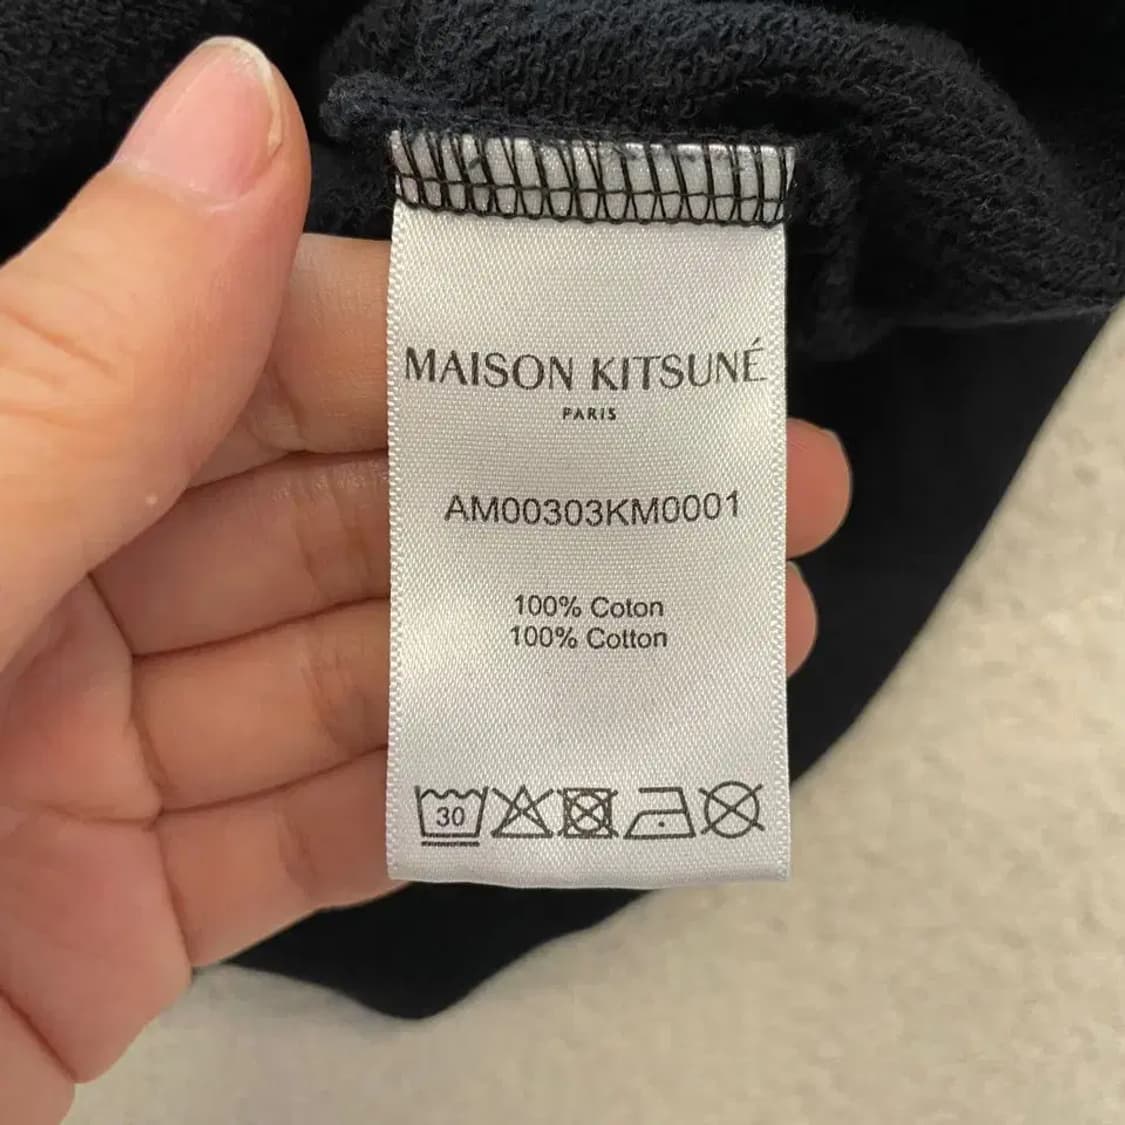 MAISON KITSUNÉ
PARIS
AM00303KM0001
100% Coton
100% Cotton
30